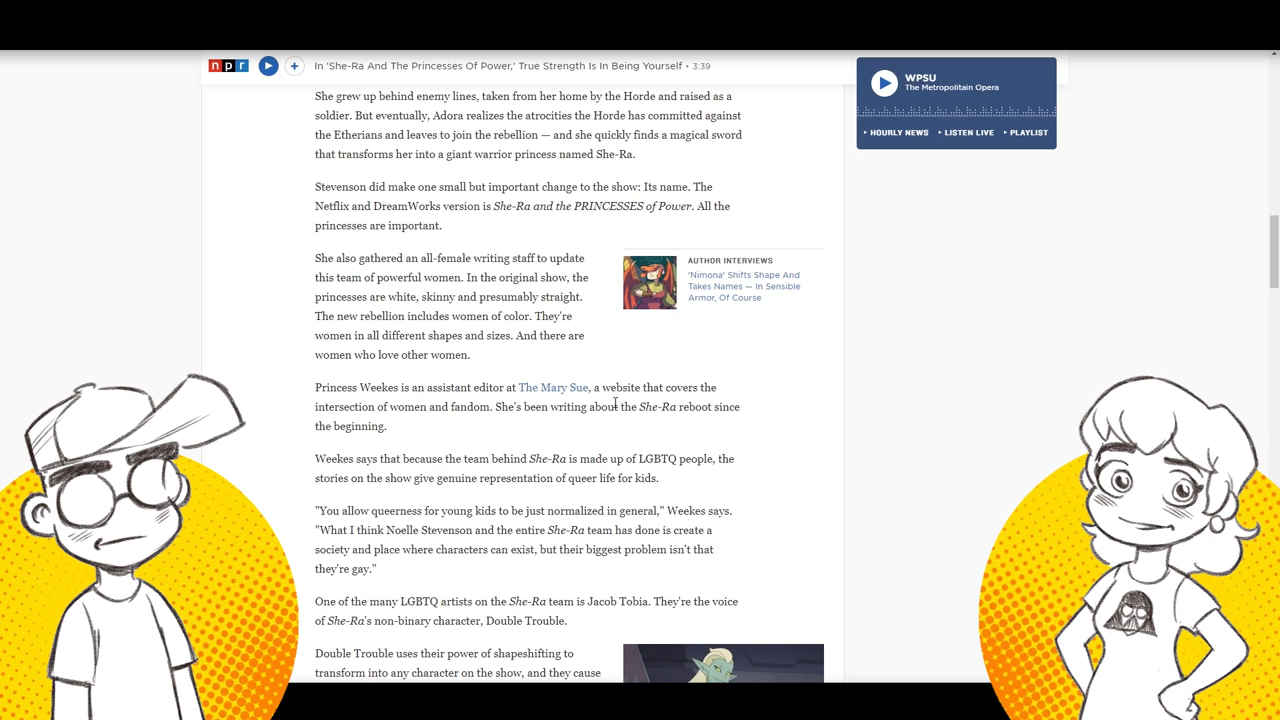 npr
In 'She-Ra And The Princesses Of Power,' True Strength Is In Being Yourself • 3:39
WPSU
The Metropolitain Opera
HOURLY NEWS
LISTEN LIVE
PLAYLIST
She grew up behind enemy lines, taken from her home by the Horde and raised as a
soldier. But eventually, Adora realizes the atrocities the Horde has committed against
the Etherians and leaves to join the rebellion — and she quickly finds a magical sword
that transforms her into a giant warrior princess named She-Ra.
Stevenson did make one small but important change to the show: Its name. The
Netflix and DreamWorks version is She-Ra and the PRINCESSES of Power. All the
princesses are important.
She also gathered an all-female writing staff to update
this team of powerful women. In the original show, the
princesses are white, skinny and presumably straight.
The new rebellion includes women of color. They're
women in all different shapes and sizes. And there are
women who love other women.
AUTHOR INTERVIEWS
'Nimona' Shifts Shape And
Takes Names — In Sensible
Armor, Of Course
Princess Weekes is an assistant editor at The Mary Sue, a website that covers the
intersection of women and fandom. She's been writing about the She-Ra reboot since
the beginning.
Weekes says that because the team behind She-Ra is made up of LGBTQ people, the
stories on the show give genuine representation of queer life for kids.
"You allow queerness for young kids to be just normalized in general," Weekes says.
"What I think Noelle Stevenson and the entire She-Ra team has done is create a
society and place where characters can exist, but their biggest problem isn't that
they're gay."
One of the many LGBTQ artists on the She-Ra team is Jacob Tobia. They're the voice
of She-Ra's non-binary character, Double Trouble.
Double Trouble uses their power of shapeshifting to
transform into any character on the show, and they cause